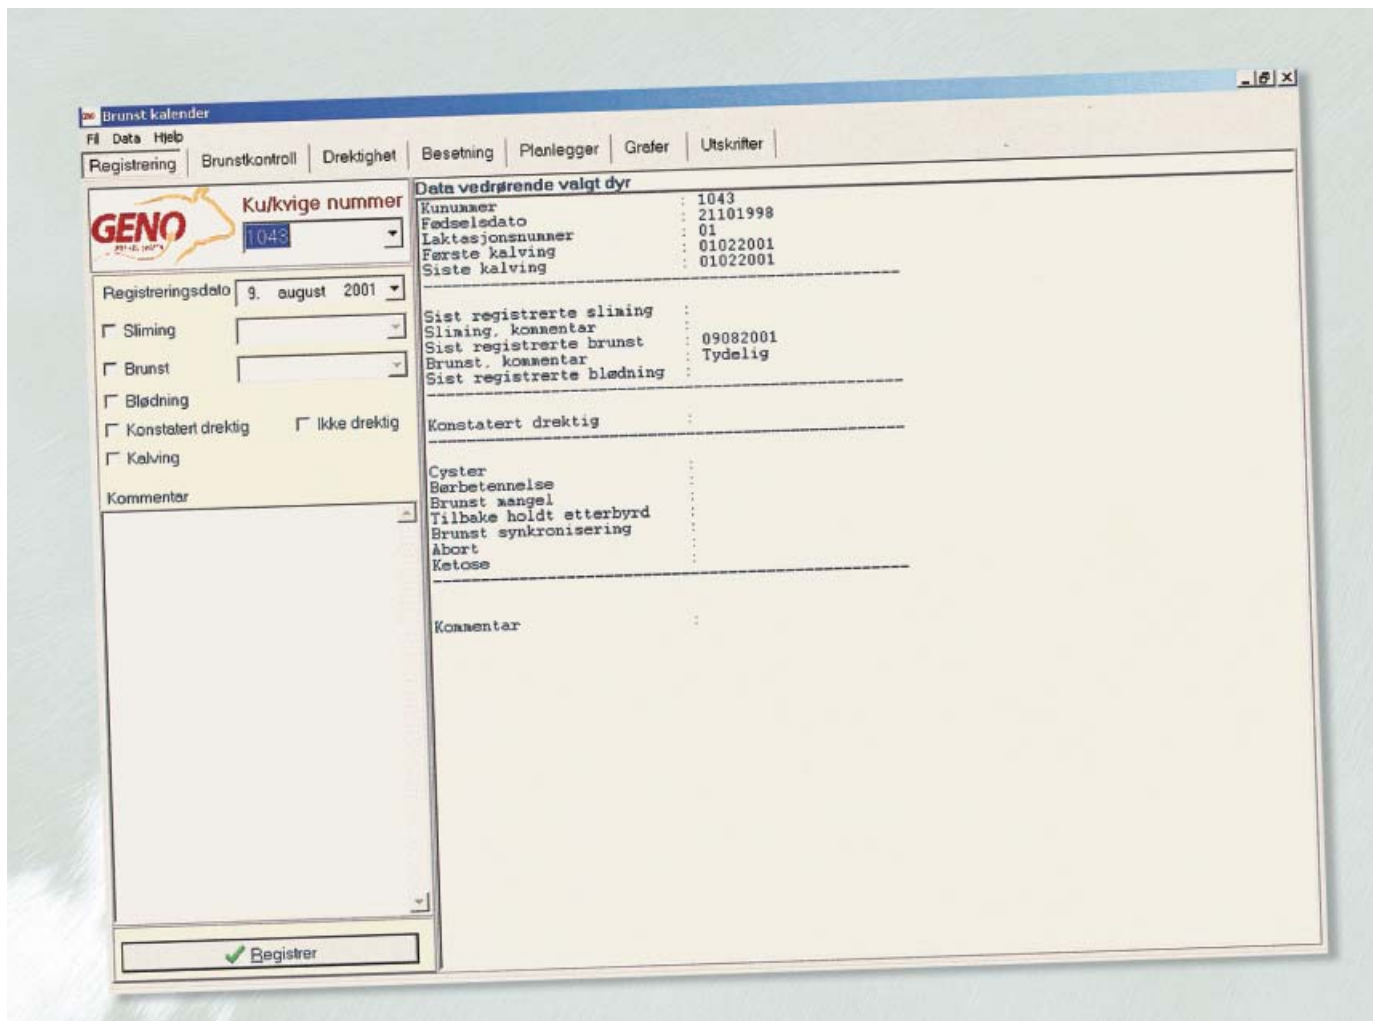 Brunst kalender
Fil Data Hjelp
Registrering Brunstkontroll Drektighet Besetning Planlegger Grafer Utskrifter
GENO
Ku/kvige nummer
1043
Registreringsdato 9. august 2001
Sliming
Brunst
Blødning
Konstatert drektig Ikke drektig
Kalving
Kommentar
Registrer
Data vedrørende valgt dyr
Kunummer : 1043
Fødselsdato : 21101998
Laktasjonsnummer : 01
Første kalving : 01022001
Siste kalving : 01022001
Sist registrerte sliming :
Sliming, kommentar :
Sist registrerte brunst : 09082001
Brunst, kommentar : Tydelig
Sist registrerte blødning :
Konstatert drektig :
Cyster :
Børbetennelse :
Brunst mangel :
Tilbake holdt etterbyrd :
Brunst synkronisering :
Abort :
Ketose :
Kommentar :